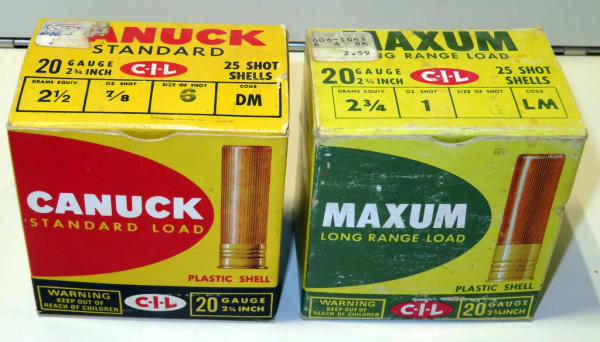 CANUCK
STANDARD
20 GAUGE
2¾ INCH
C-I-L
25 SHOT
SHELLS
DRAMS EQUIV.
OZ. SHOT
SIZE OF SHOT
CODE
2½
7/8
6
DM
CANUCK
STANDARD LOAD
PLASTIC SHELL
WARNING
KEEP OUT OF
REACH OF CHILDREN.
C-I-L
20 GAUGE
2¾ INCH
2.59
MAXUM
LONG RANGE LOAD
20 GAUGE
2¾ INCH
C-I-L
25 SHOT
SHELLS
DRAMS EQUIV.
OZ. SHOT
SIZE OF SHOT
CODE
2¾
1
6
LM
MAXUM
LONG RANGE LOAD
PLASTIC SHELL
WARNING
KEEP OUT OF
REACH OF CHILDREN.
C-I-L
20 GAUGE
2¾ INCH